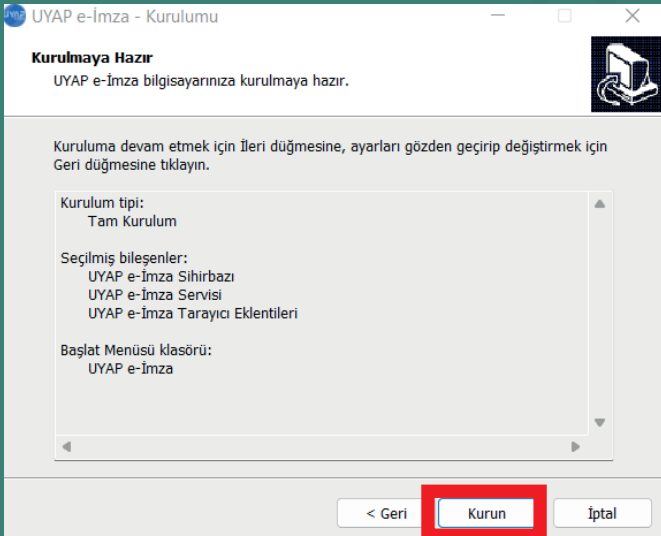 UYAP e-İmza - Kurulumu
Kurulmaya Hazır
UYAP e-İmza bilgisayarınıza kurulmaya hazır.
Kuruluma devam etmek için İleri düğmesine, ayarları gözden geçirip değiştirmek için
Geri düğmesine tıklayın.
Kurulum tipi:
Tam Kurulum
Seçilmiş bileşenler:
UYAP e-İmza Sihirbazı
UYAP e-İmza Servisi
UYAP e-İmza Tarayıcı Eklentileri
Başlat Menüsü klasörü:
UYAP e-İmza
< Geri
Kurun
İptal